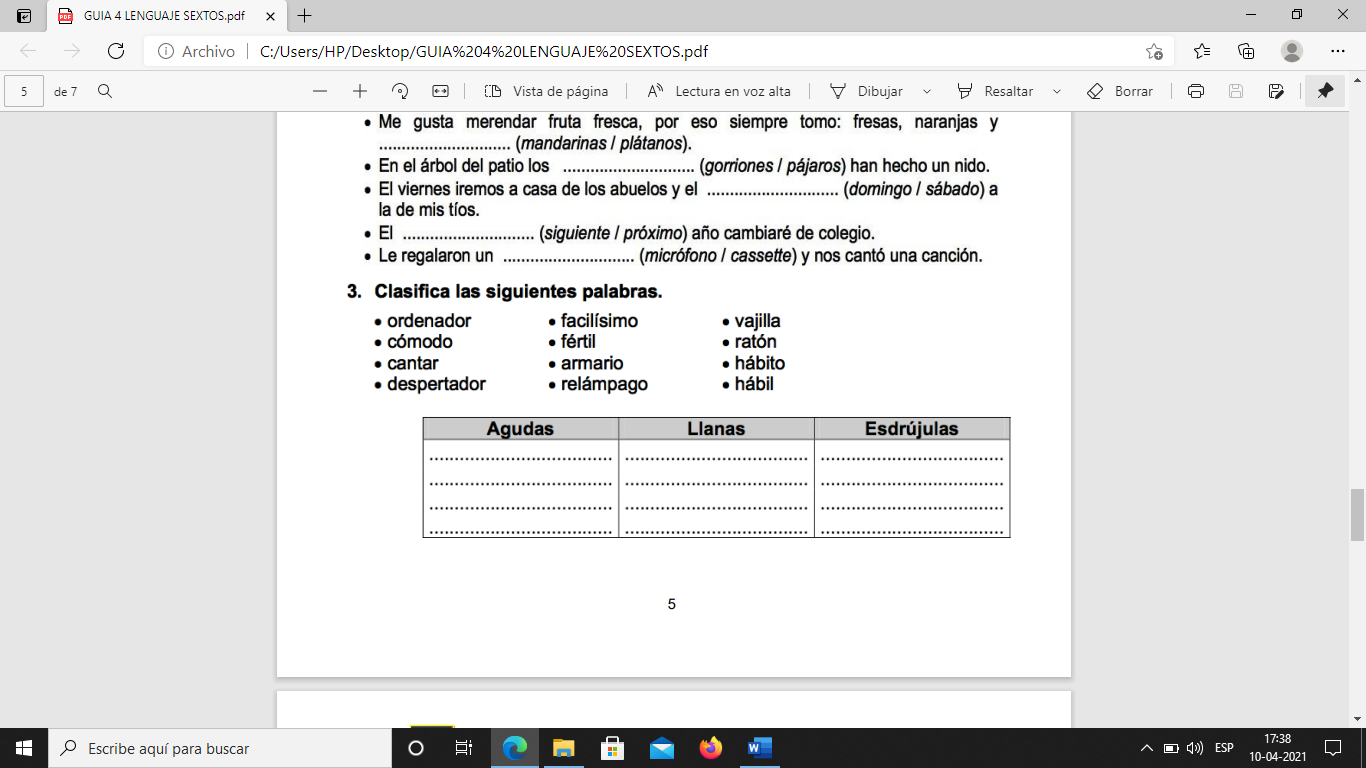 GUIA 4 LENGUAJE SEXTOS.pdf
Archivo C:/Users/HP/Desktop/GUIA%204%20LENGUAJE%20SEXTOS.pdf
5 de 7 Vista de página Lectura en voz alta Dibujar Resaltar Borrar
• Me gusta merendar fruta fresca, por eso siempre tomo: fresas, naranjas y
............................. (mandarinas / plátanos).
• En el árbol del patio los ............................. (gorriones / pájaros) han hecho un nido.
• El viernes iremos a casa de los abuelos y el ............................. (domingo / sábado) a
la de mis tíos.
• El ............................. (siguiente / próximo) año cambiaré de colegio.
• Le regalaron un ............................. (micrófono / cassette) y nos cantó una canción.
3. Clasifica las siguientes palabras.
• ordenador • facilísimo • vajilla
• cómodo • fértil • ratón
• cantar • armario • hábito
• despertador • relámpago • hábil
Agudas Llanas Esdrújulas
.................................... .................................... ....................................
.................................... .................................... ....................................
.................................... .................................... ....................................
.................................... .................................... ....................................
5
Escribe aquí para buscar
ESP
17:38
10-04-2021